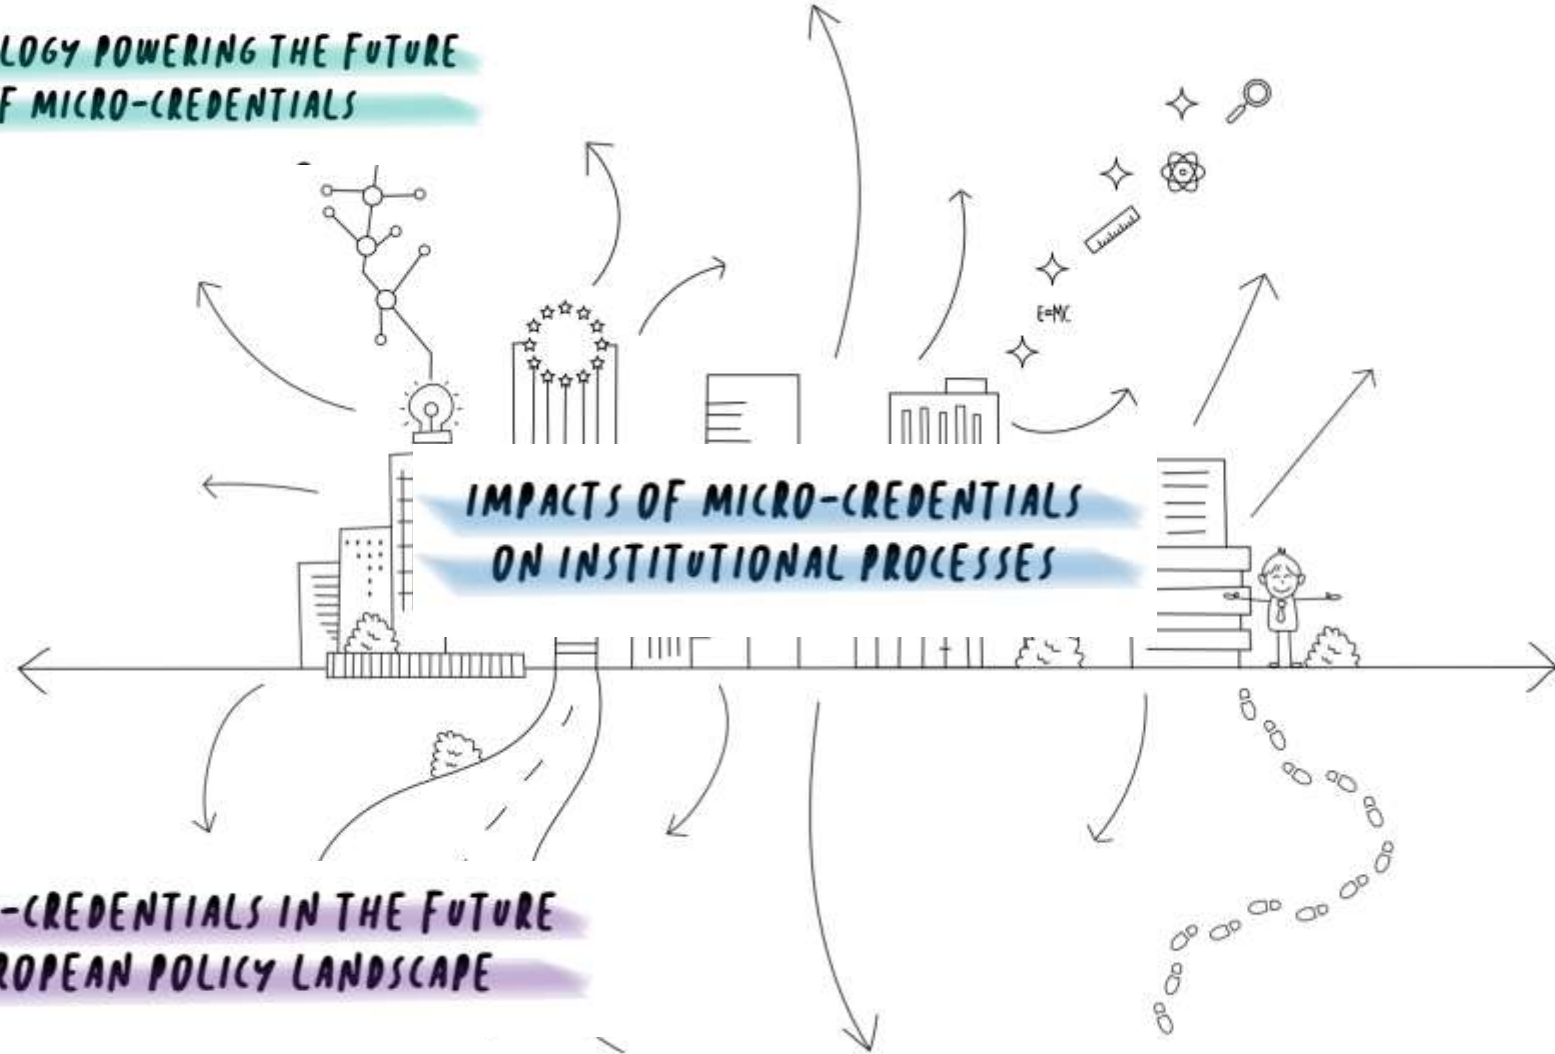 LOGY POWERING THE FUTURE
F MICRO-CREDENTIALS
E=MC
IMPACTS OF MICRO-CREDENTIALS
ON INSTITUTIONAL PROCESSES
-CREDENTIALS IN THE FUTURE
ROPEAN POLICY LANDSCAPE